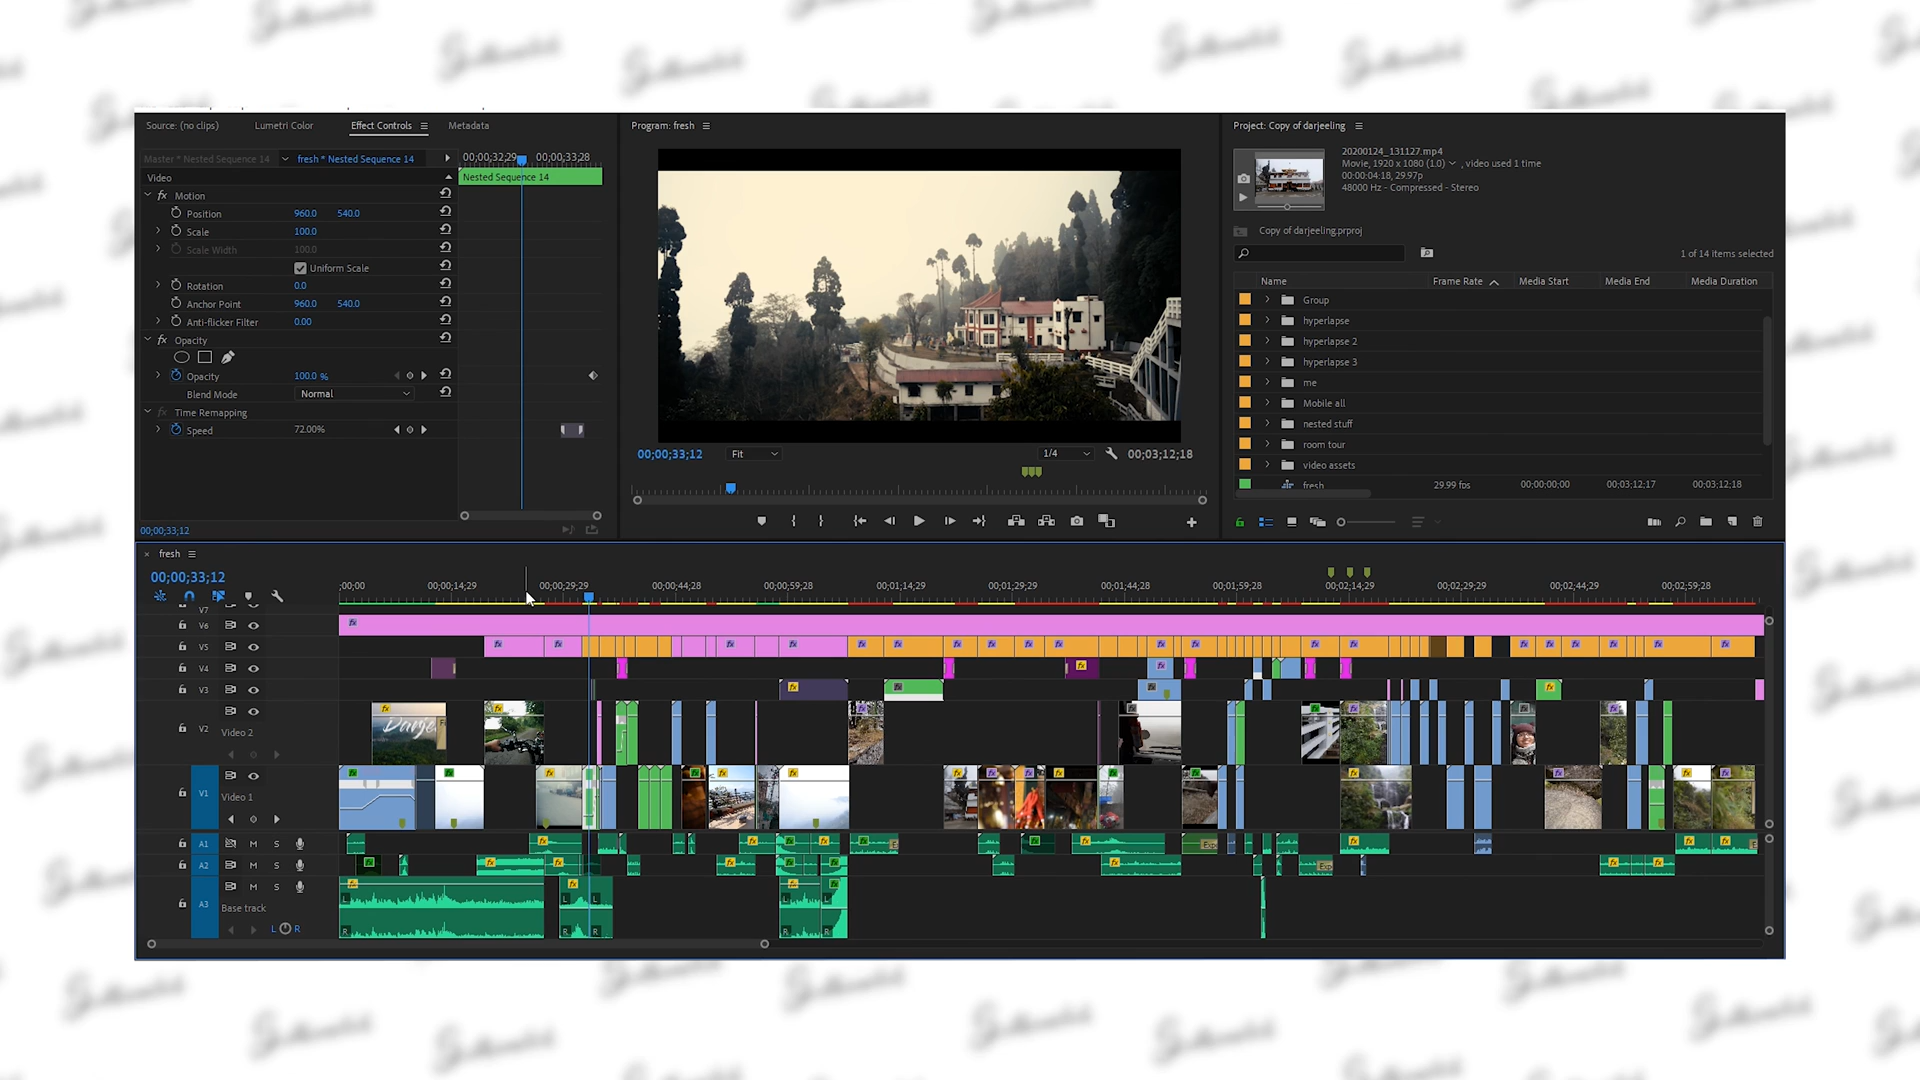 Source: (no clips)
Lumetri Color
Effect Controls
Metadata
Program: fresh
Project: Copy of darjeeling
Master * Nested Sequence 14
fresh * Nested Sequence 14
00;00;32;29
00;00;33;28
Video
Nested Sequence 14
fx Motion
Position 960.0 540.0
Scale 100.0
Scale Width 100.0
Uniform Scale
Rotation 0.0
Anchor Point 960.0 540.0
Anti-flicker Filter 0.00
fx Opacity
Opacity 100.0 %
Blend Mode Normal
fx Time Remapping
Speed 72.00%
00;00;33;12
00;00;33;12
Fit
1/4
00;03;12;18
20200124_131127.mp4
Movie, 1920 x 1080 (1.0) , video used 1 time
00:00:04:18, 29.97p
48000 Hz - Compressed - Stereo
Copy of darjeeling.prproj
1 of 14 items selected
Name Frame Rate Media Start Media End Media Duration
Group
hyperlapse
hyperlapse 2
hyperlapse 3
me
Mobile all
nested stuff
room tour
video assets
fresh 29.99 fps 00;00;00;00 00;03;12;17 00;03;12;18
fresh
00;00;33;12
;00;00 00;00;14;29 00;00;29;29 00;00;44;28 00;00;59;28 00;01;14;29 00;01;29;29 00;01;44;28 00;01;59;28 00;02;14;29 00;02;29;29 00;02;44;29 00;02;59;28
V7
V6
V5
V4
V3
V2
Video 2
V1
Video 1
A1 M S
A2 M S
A3 M S
Base track
L R